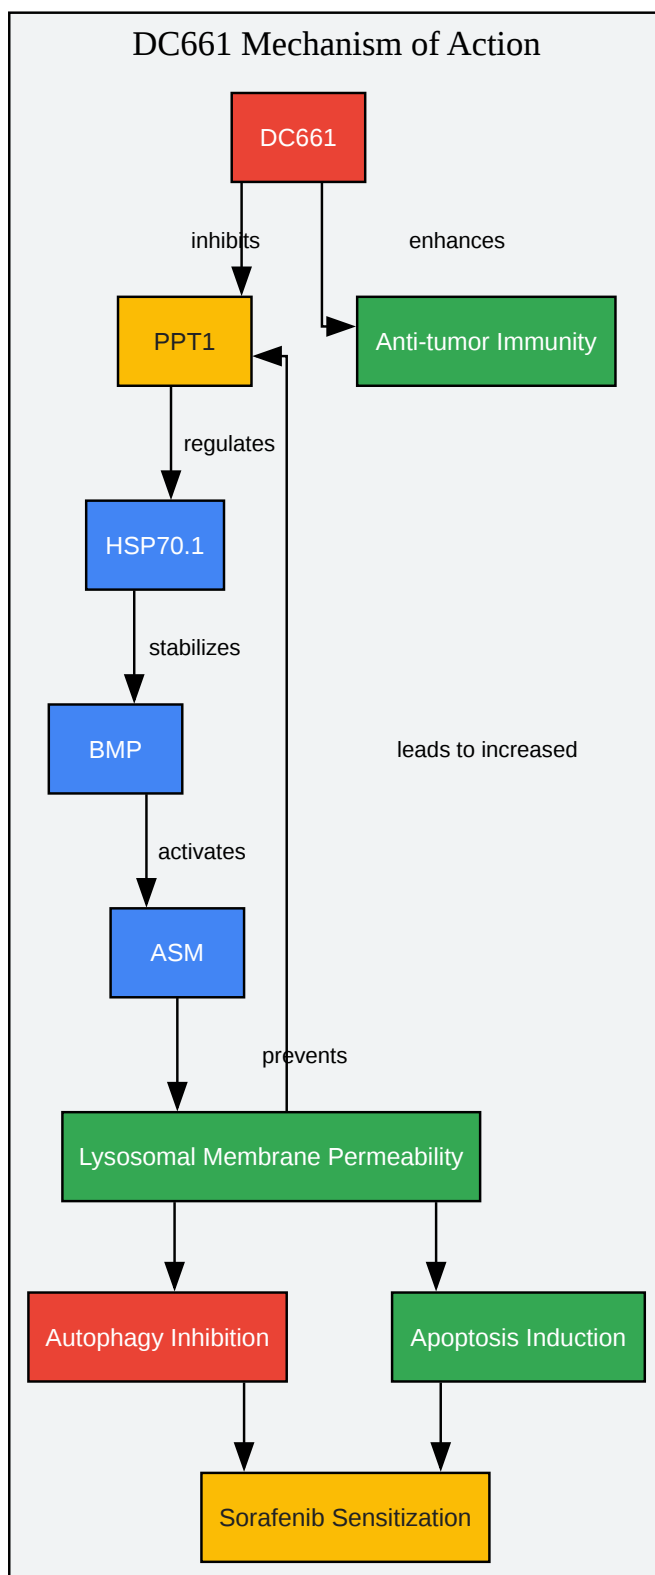 DC661 Mechanism of Action
DC661
inhibits
enhances
PPT1
Anti-tumor Immunity
regulates
HSP70.1
stabilizes
BMP
leads to increased
activates
ASM
prevents
Lysosomal Membrane Permeability
Autophagy Inhibition
Apoptosis Induction
Sorafenib Sensitization